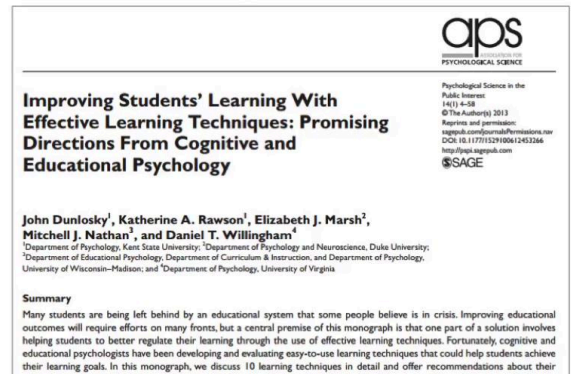 aps
ASSOCIATION FOR
PSYCHOLOGICAL SCIENCE
Improving Students' Learning With
Effective Learning Techniques: Promising
Directions From Cognitive and
Educational Psychology
Psychological Science in the
Public Interest
14(1) 4–58
© The Author(s) 2013
Reprints and permission:
sagepub.com/journalsPermissions.nav
DOI: 10.1177/1529100612453266
http://pspi.sagepub.com
SAGE
John Dunlosky¹, Katherine A. Rawson¹, Elizabeth J. Marsh²,
Mitchell J. Nathan³, and Daniel T. Willingham⁴
¹Department of Psychology, Kent State University; ²Department of Psychology and Neuroscience, Duke University;
³Department of Educational Psychology, Department of Curriculum & Instruction, and Department of Psychology,
University of Wisconsin–Madison; and ⁴Department of Psychology, University of Virginia
Summary
Many students are being left behind by an educational system that some people believe is in crisis. Improving educational
outcomes will require efforts on many fronts, but a central premise of this monograph is that one part of a solution involves
helping students to better regulate their learning through the use of effective learning techniques. Fortunately, cognitive and
educational psychologists have been developing and evaluating easy-to-use learning techniques that could help students achieve
their learning goals. In this monograph, we discuss 10 learning techniques in detail and offer recommendations about their